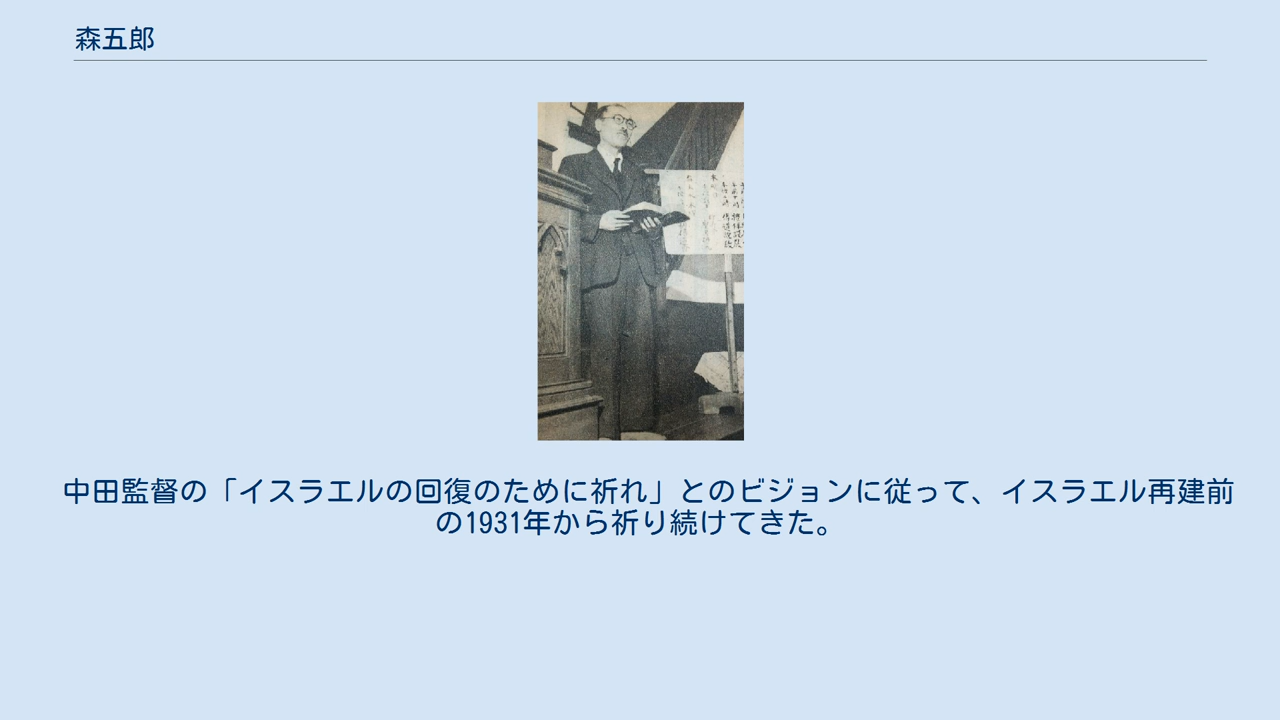 森五郎
中田監督の「イスラエルの回復のために祈れ」とのビジョンに従って、イスラエル再建前
の1931年から祈り続けてきた。